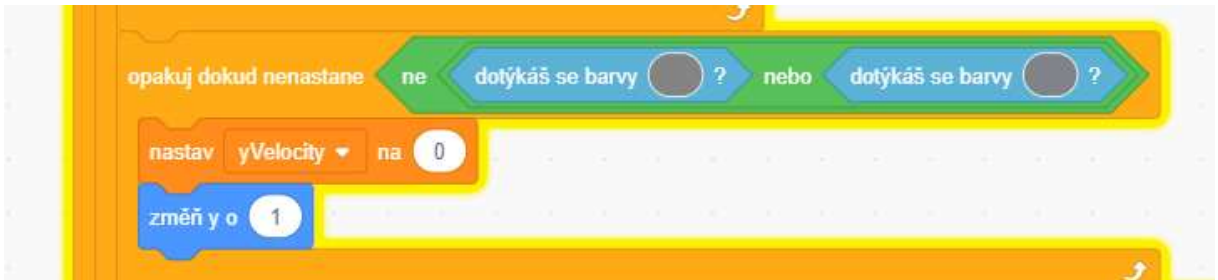 opakuj dokud nenastane ne dotýkáš se barvy ? nebo dotýkáš se barvy ?
nastav yVelocity na 0
změň y o 1